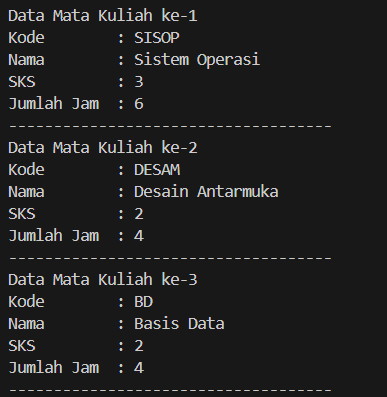 Data Mata Kuliah ke-1
Kode        : SISOP
Nama        : Sistem Operasi
SKS         : 3
Jumlah Jam  : 6
------------------------------------
Data Mata Kuliah ke-2
Kode        : DESAM
Nama        : Desain Antarmuka
SKS         : 2
Jumlah Jam  : 4
------------------------------------
Data Mata Kuliah ke-3
Kode        : BD
Nama        : Basis Data
SKS         : 2
Jumlah Jam  : 4
------------------------------------